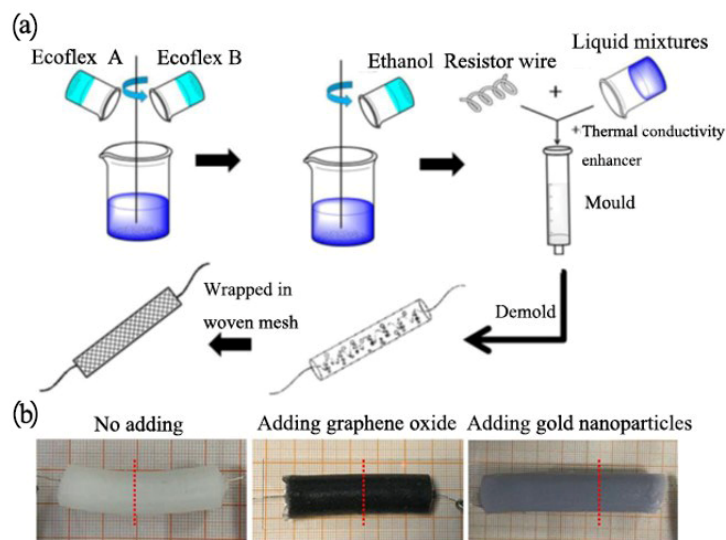 (a)
Ecoflex A Ecoflex B
Ethanol Resistor wire
Liquid mixtures
+
+Thermal conductivity
enhancer
Mould
Demold
Wrapped in
woven mesh
(b)
No adding
Adding graphene oxide
Adding gold nanoparticles